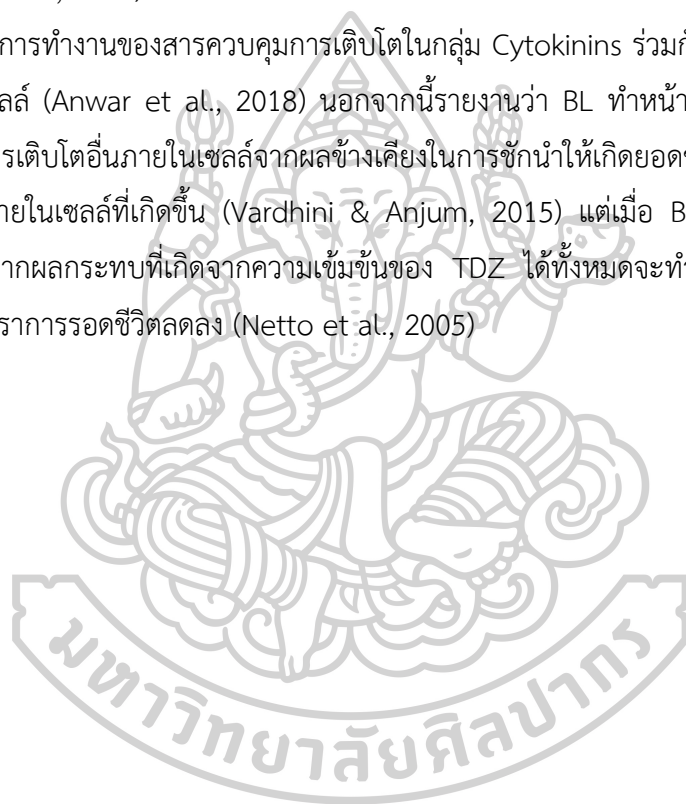 การทำงานของสารควบคุมการเติบโตในกลุ่ม Cytokinins ร่วมกั
ลล์ (Anwar et al., 2018) นอกจากนี้รายงานว่า BL ทำหน้า
รเติบโตอื่นภายในเซลล์จากผลข้างเคียงในการชักนำให้เกิดยอด
ายในเซลล์ที่เกิดขึ้น (Vardhini & Anjum, 2015) แต่เมื่อ B
ากผลกระทบที่เกิดจากความเข้มข้นของ TDZ ได้ทั้งหมดจะทำ
ราการรอดชีวิตลดลง (Netto et al., 2005)
มหาวิทยาลัยศิลปากร